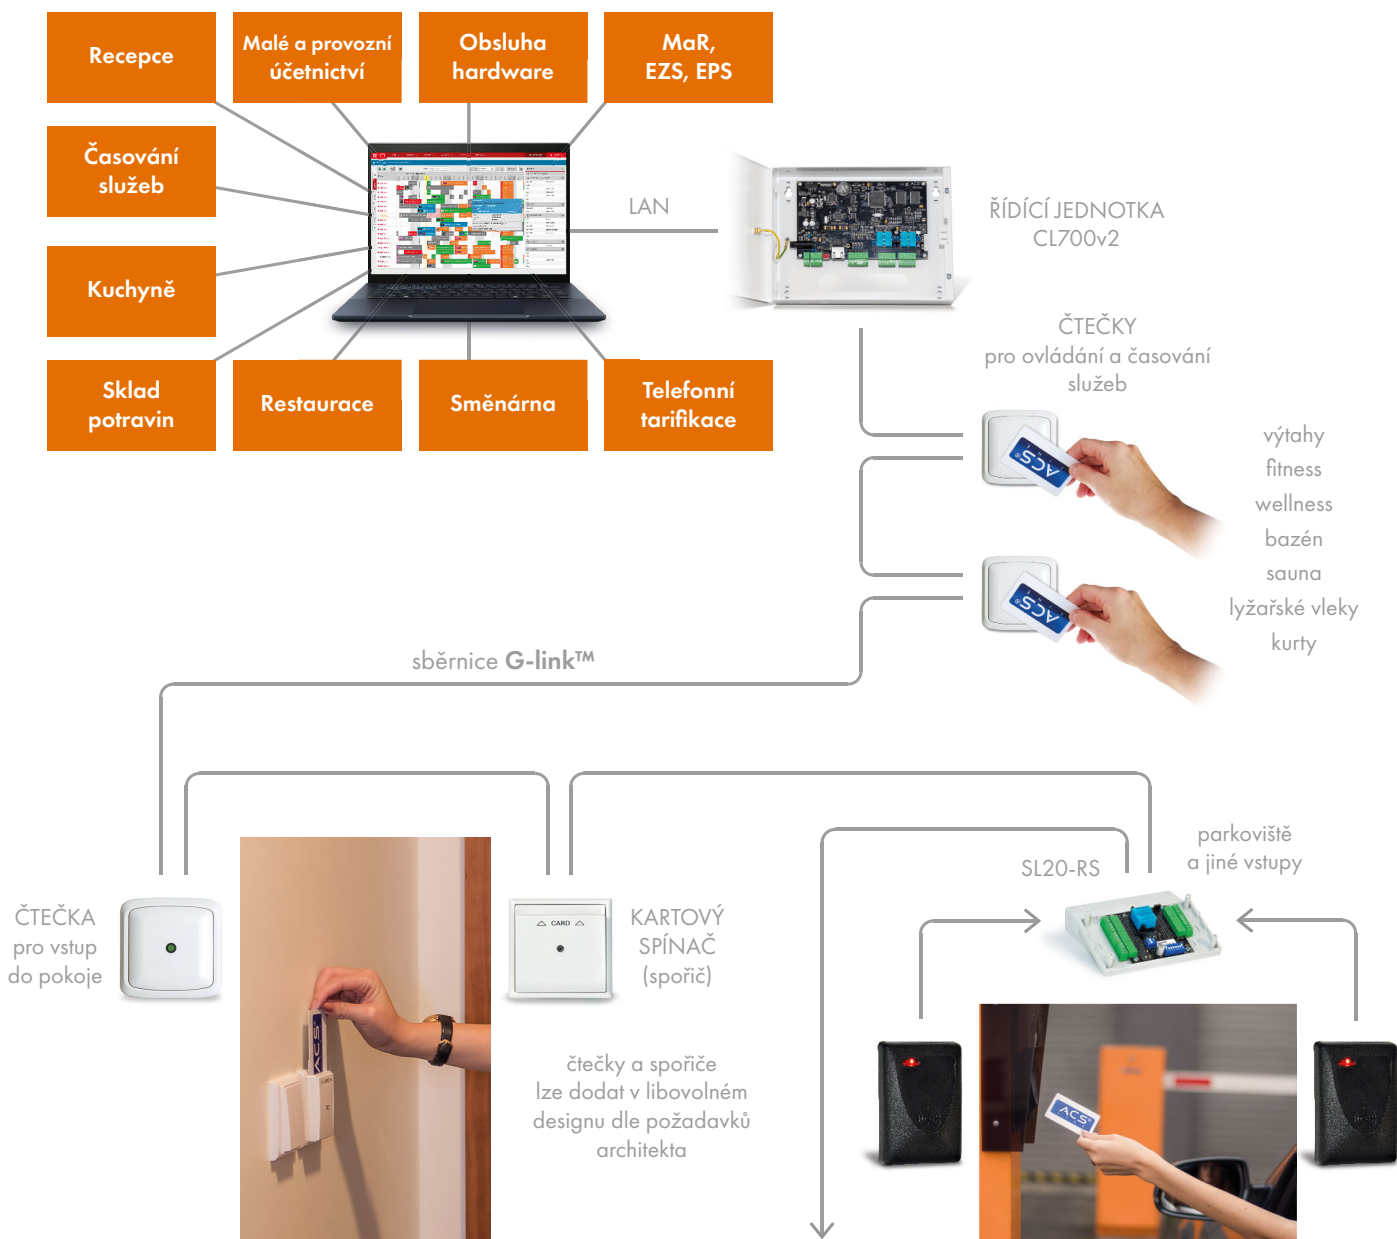 Recepce
Malé a provozní
účetnictví
Obsluha
hardware
MaR,
EZS, EPS
Časování
služeb
Kuchyně
Sklad
potravin
Restaurace
Směnárna
Telefonní
tarifikace
LAN
ŘÍDÍCÍ JEDNOTKA
CL700v2
ČTEČKY
pro ovládání a časování
služeb
ACS®
ACS®
výtahy
fitness
wellness
bazén
sauna
lyžařské vleky
kurty
sběrnice G-link™
ČTEČKA
pro vstup
do pokoje
ACS
CARD
KARTOVÝ
SPÍNAČ
(spořič)
čtečky a spořiče
lze dodat v libovolném
designu dle požadavků
architekta
SL20-RS
parkoviště
a jiné vstupy
ACS®